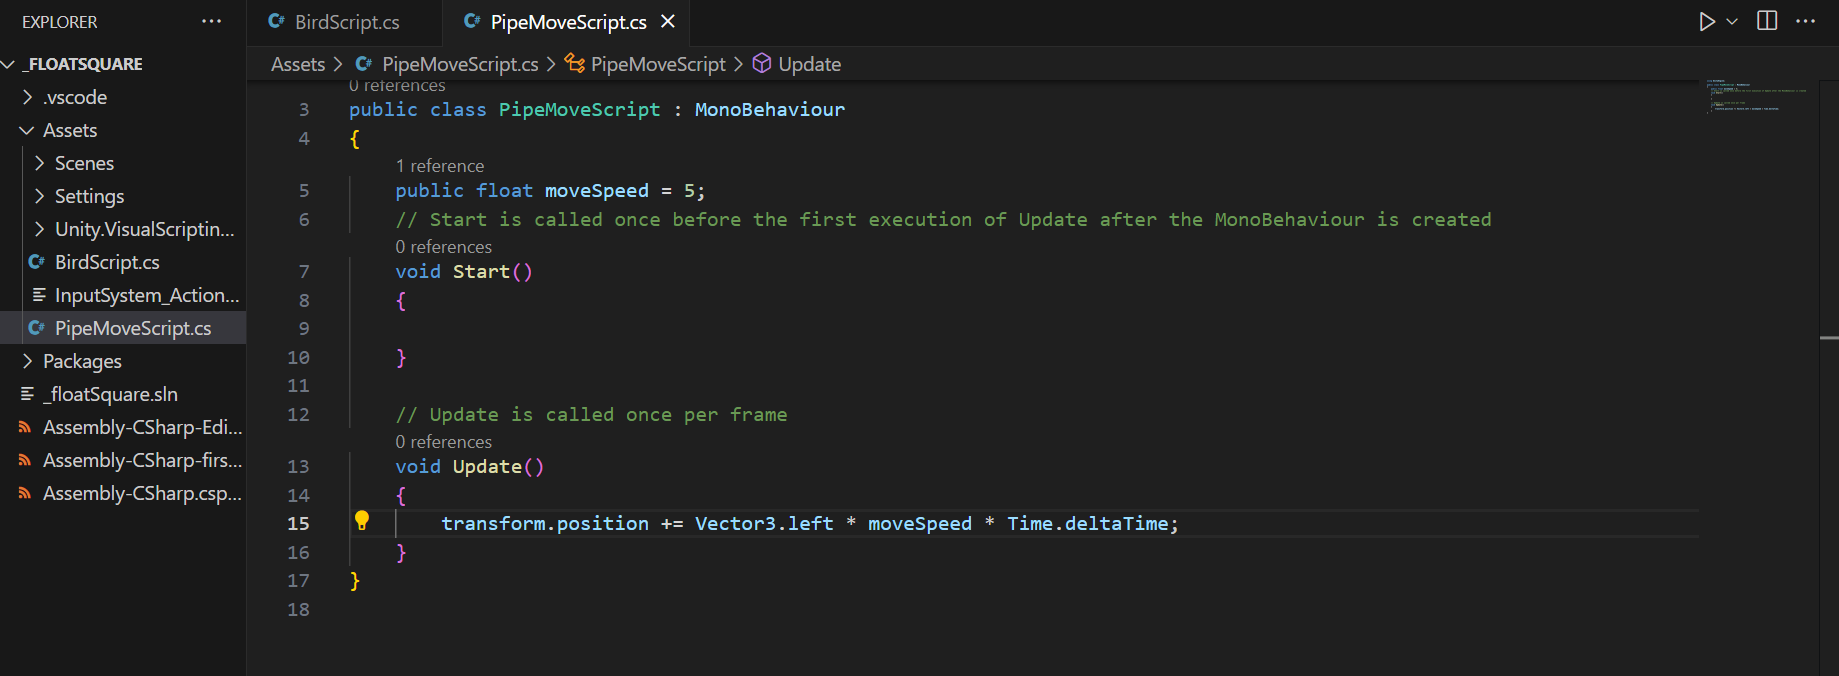 EXPLORER ···
BirdScript.cs
PipeMoveScript.cs
_FLOATSQUARE
.vscode
Assets
Scenes
Settings
Unity.VisualScriptin...
BirdScript.cs
InputSystem_Action...
PipeMoveScript.cs
Packages
_floatSquare.sln
Assembly-CSharp-Edi...
Assembly-CSharp-firs...
Assembly-CSharp.csp...
Assets > PipeMoveScript.cs > PipeMoveScript > Update
0 references
3 public class PipeMoveScript : MonoBehaviour
4 {
1 reference
5 public float moveSpeed = 5;
6 // Start is called once before the first execution of Update after the MonoBehaviour is created
0 references
7 void Start()
8 {
9
10 }
11
12 // Update is called once per frame
0 references
13 void Update()
14 {
15 transform.position += Vector3.left * moveSpeed * Time.deltaTime;
16 }
17 }
18